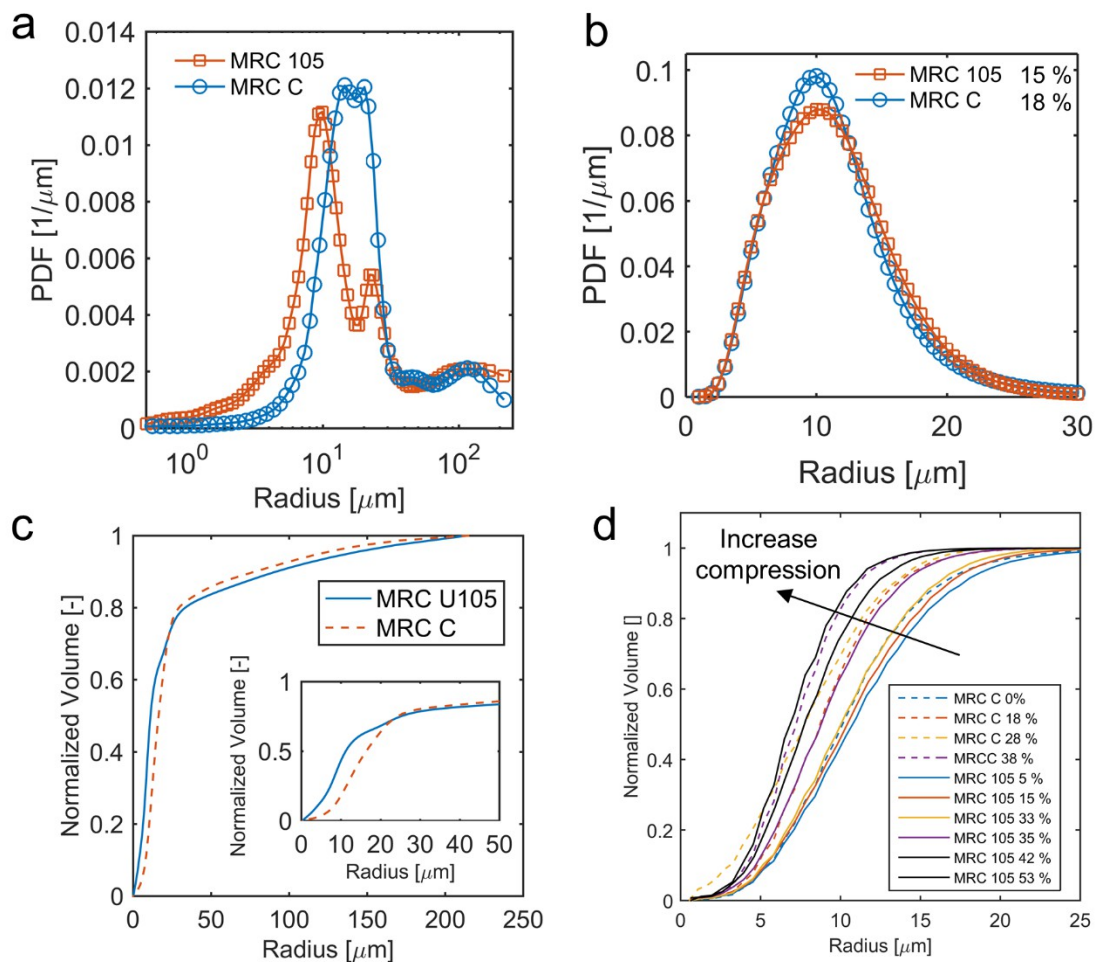 a
MRC 105
MRC C
0.014
0.012
0.01
0.008
0.006
0.004
0.002
0
PDF [1/μm]
10⁰
10¹
10²
Radius [μm]
b
MRC 105 15 %
MRC C 18 %
0.1
0.08
0.06
0.04
0.02
0
PDF [1/μm]
0
10
20
30
Radius [μm]
c
1
0.8
0.6
0.4
0.2
0
Normalized Volume [-]
MRC U105
MRC C
1
0.5
0
Normalized Volume [-]
0 10 20 30 40 50
Radius [μm]
0 50 100 150 200 250
Radius [μm]
d
Increase
compression
1
0.8
0.6
0.4
0.2
0
Normalized Volume []
MRC C 0%
MRC C 18 %
MRC C 28 %
MRCC 38 %
MRC 105 5 %
MRC 105 15 %
MRC 105 33 %
MRC 105 35 %
MRC 105 42 %
MRC 105 53 %
0 5 10 15 20 25
Radius [μm]